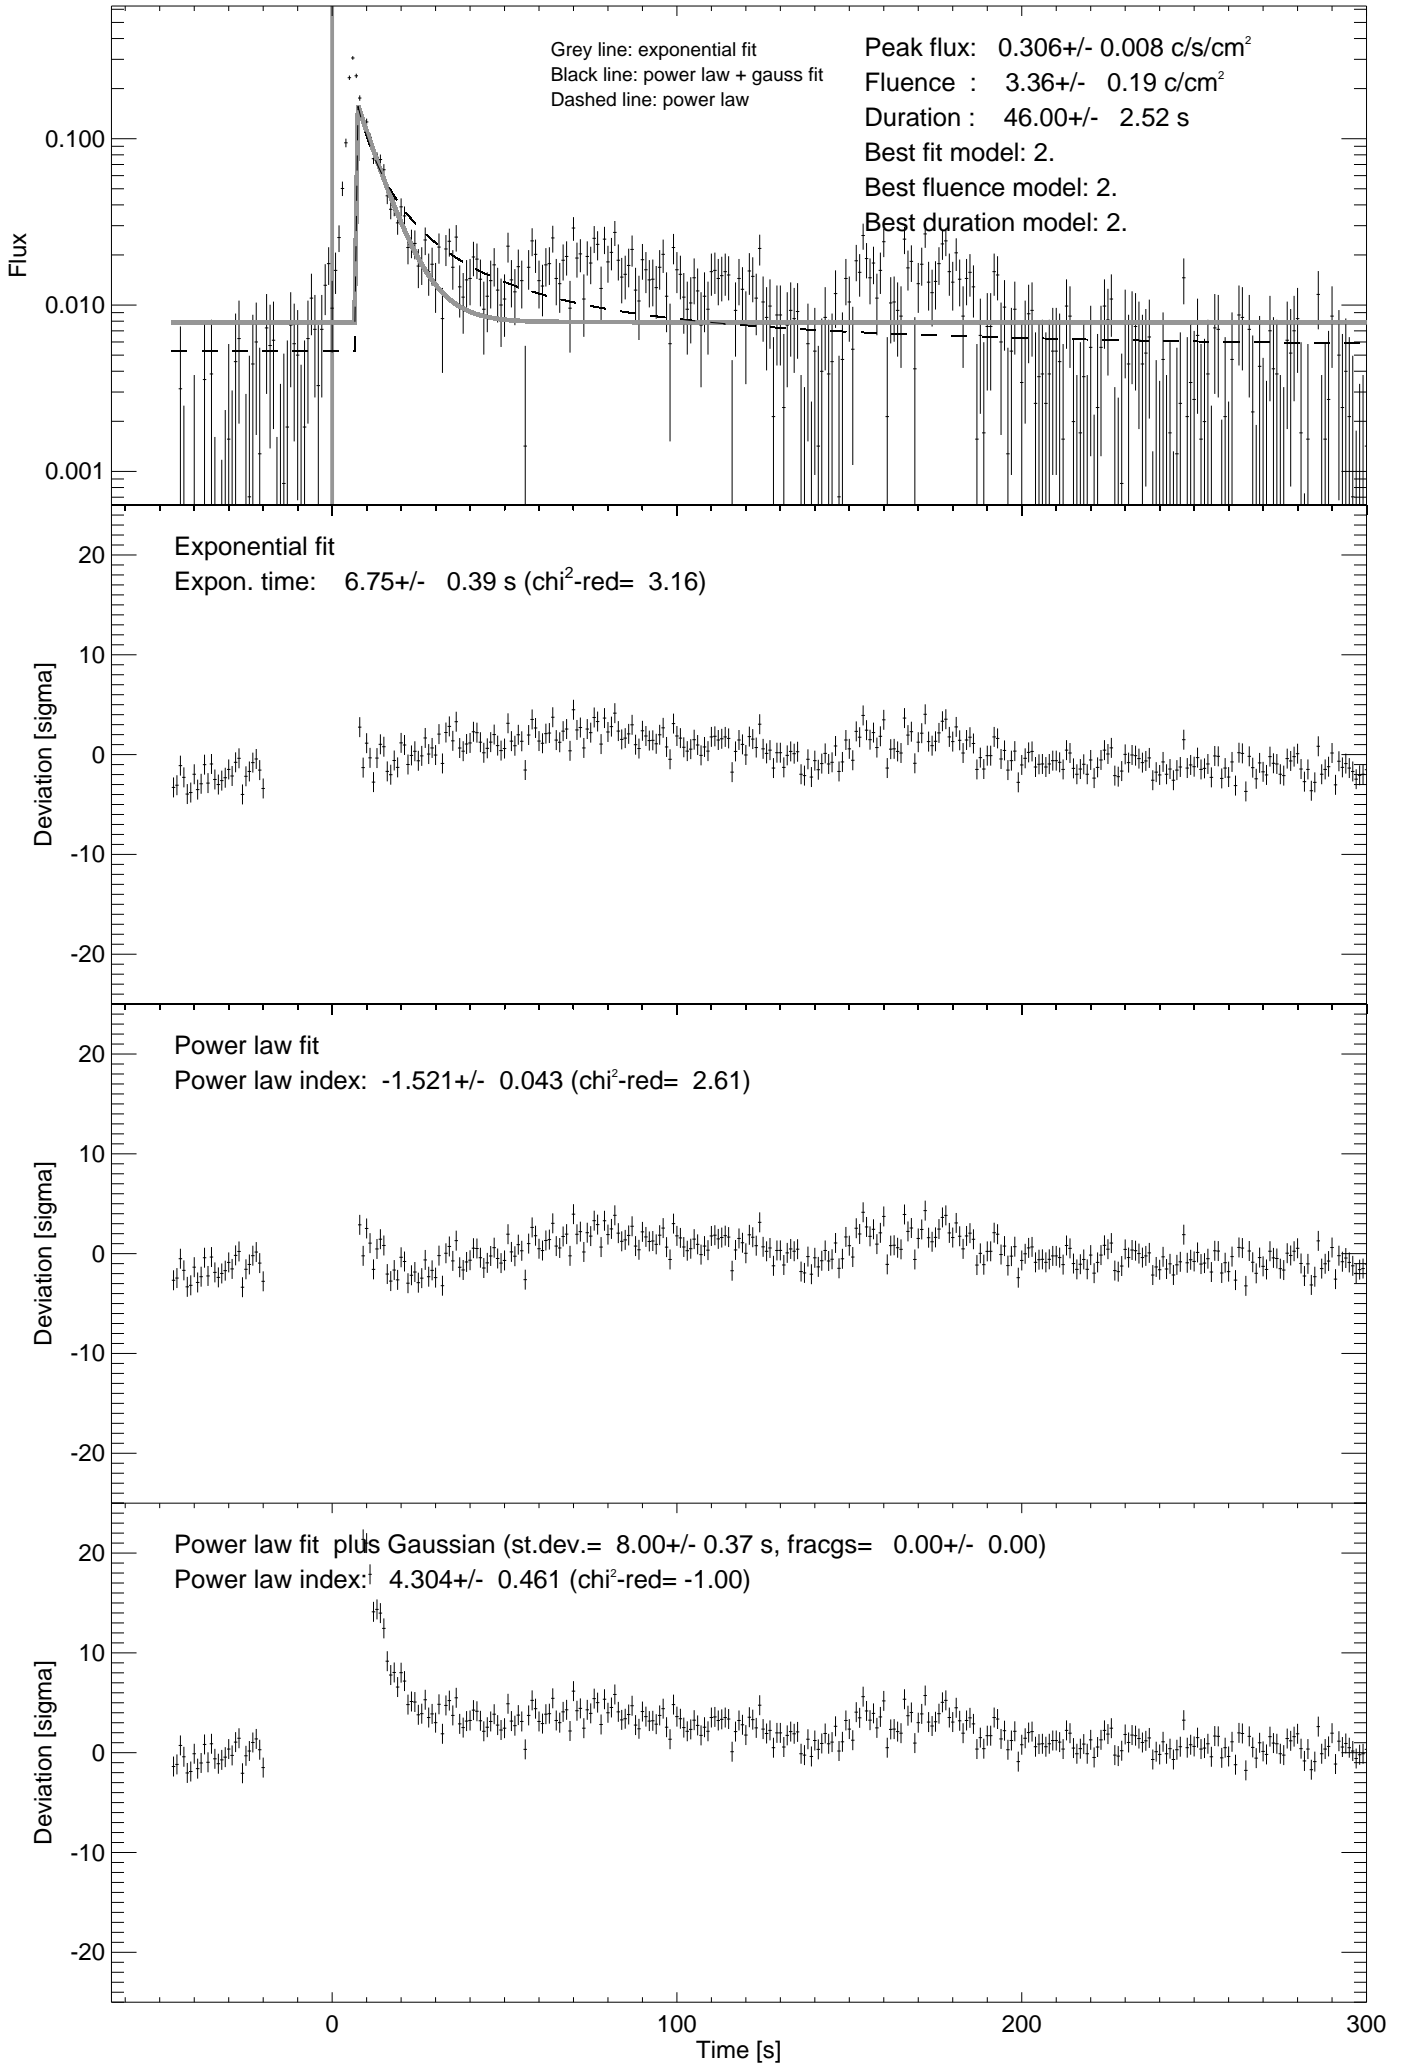 Grey line: exponential fit
Black line: power law + gauss fit
Dashed line: power law
Peak flux: 0.306+/- 0.008 c/s/cm²
Fluence : 3.36+/- 0.19 c/cm²
Duration : 46.00+/- 2.52 s
Best fit model: 2.
Best fluence model: 2.
Best duration model: 2.
Flux
0.100
0.010
0.001
Exponential fit
Expon. time: 6.75+/- 0.39 s (chi²-red= 3.16)
Deviation [sigma]
20
10
0
-10
-20
Power law fit
Power law index: -1.521+/- 0.043 (chi²-red= 2.61)
Deviation [sigma]
20
10
0
-10
-20
Power law fit plus Gaussian (st.dev.= 8.00+/- 0.37 s, fracgs= 0.00+/- 0.00)
Power law index: 4.304+/- 0.461 (chi²-red= -1.00)
Deviation [sigma]
20
10
0
-10
-20
0 100 200 300
Time [s]